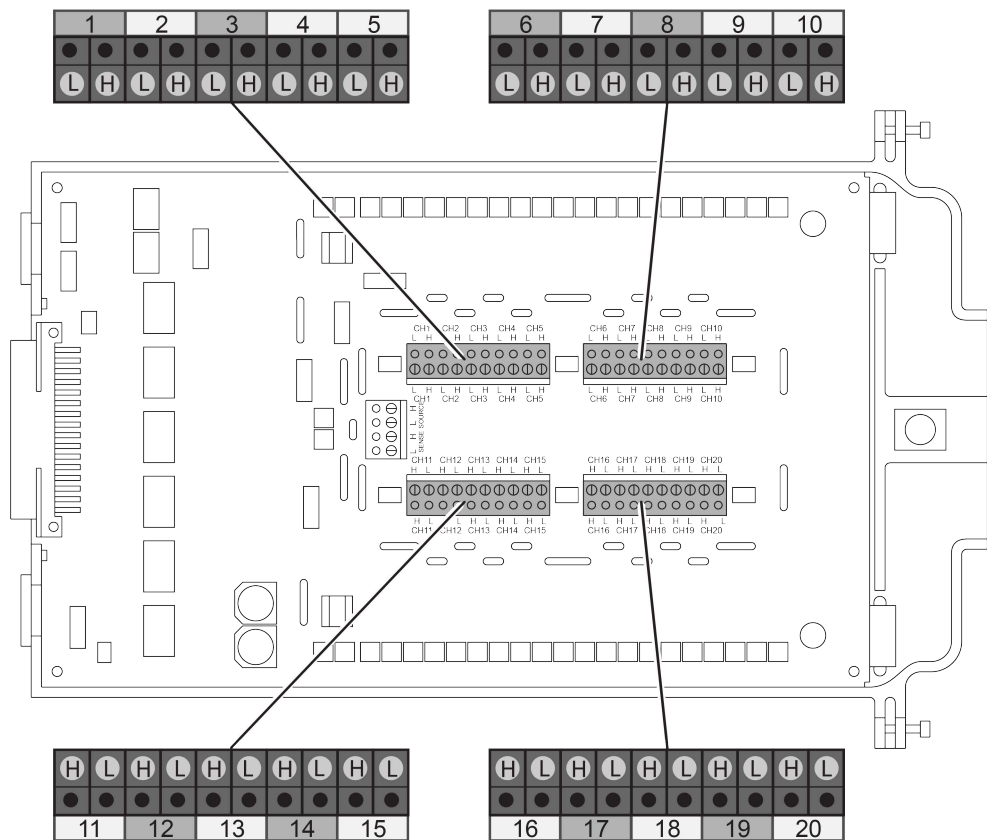 1 2 3 4 5
L H L H L H L H L H
6 7 8 9 10
L H L H L H L H L H
CH1 CH2 CH3 CH4 CH5
L H L H L H L H L H
CH6 CH7 CH8 CH9 CH10
L H L H L H L H L H
L H L H L H L H L H
CH1 CH2 CH3 CH4 CH5
L H L H L H L H L H
CH6 CH7 CH8 CH9 CH10
L H L H
SENSE SOURCE
CH11 CH12 CH13 CH14 CH15
H L H L H L H L H L
CH16 CH17 CH18 CH19 CH20
H L H L H L H L H L
H L H L H L H L H L
CH11 CH12 CH13 CH14 CH15
H L H L H L H L H L
CH16 CH17 CH18 CH19 CH20
H L H L H L H L H L
11 12 13 14 15
H L H L H L H L H L
16 17 18 19 20